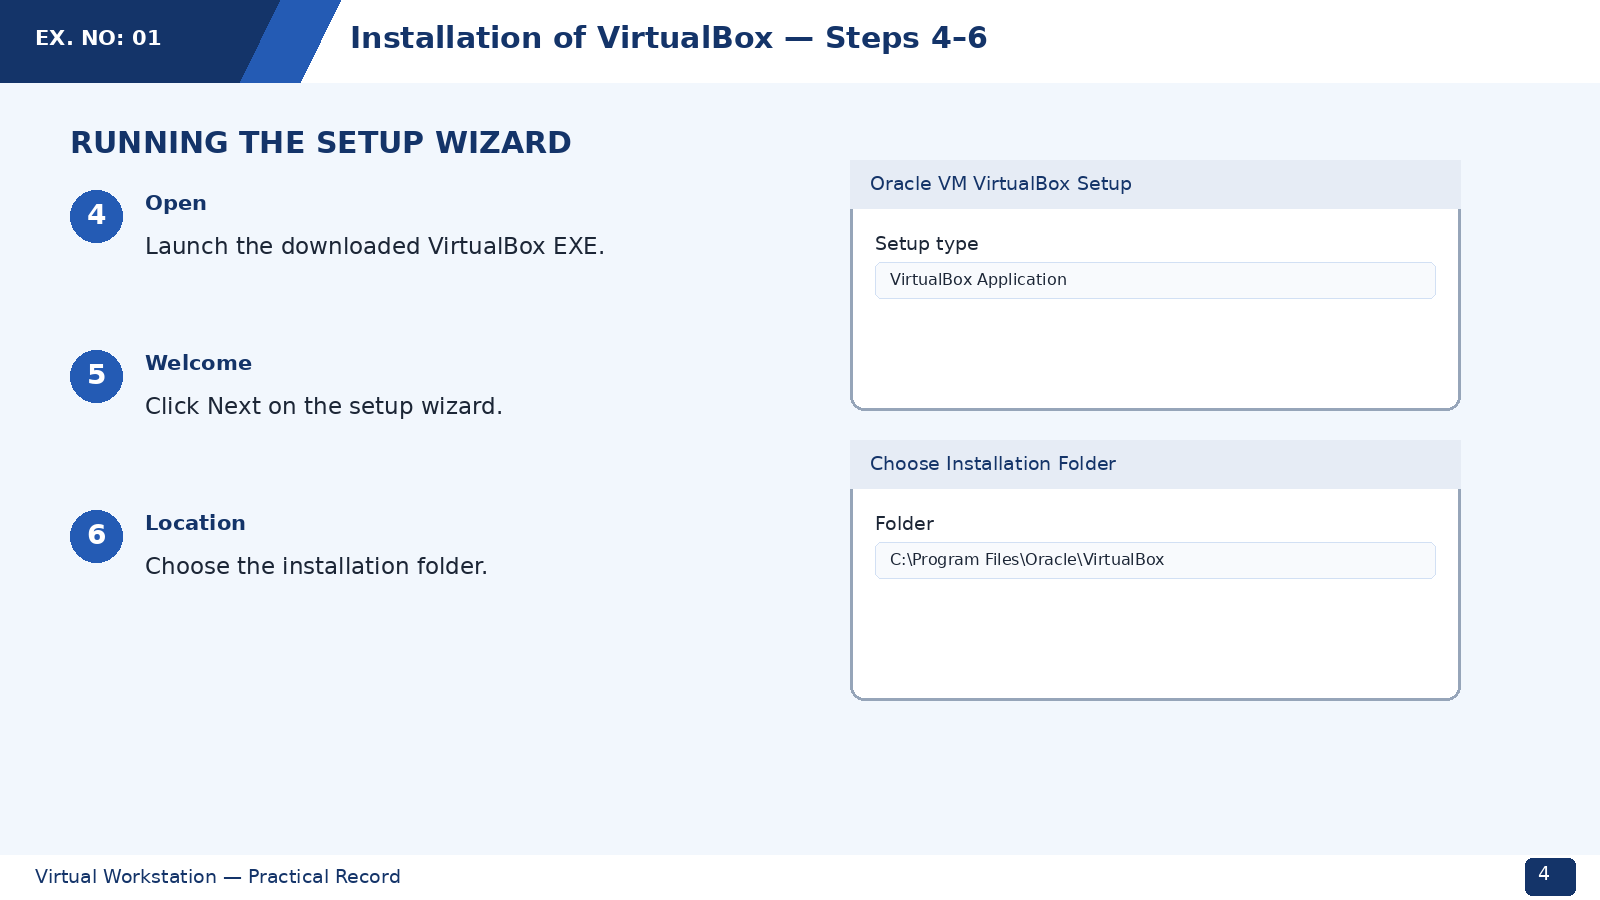 EX. NO: 01
Installation of VirtualBox — Steps 4–6
RUNNING THE SETUP WIZARD
4
Open
Launch the downloaded VirtualBox EXE.
5
Welcome
Click Next on the setup wizard.
6
Location
Choose the installation folder.
Oracle VM VirtualBox Setup
Setup type
VirtualBox Application
Choose Installation Folder
Folder
C:\Program Files\Oracle\VirtualBox
Virtual Workstation — Practical Record
4